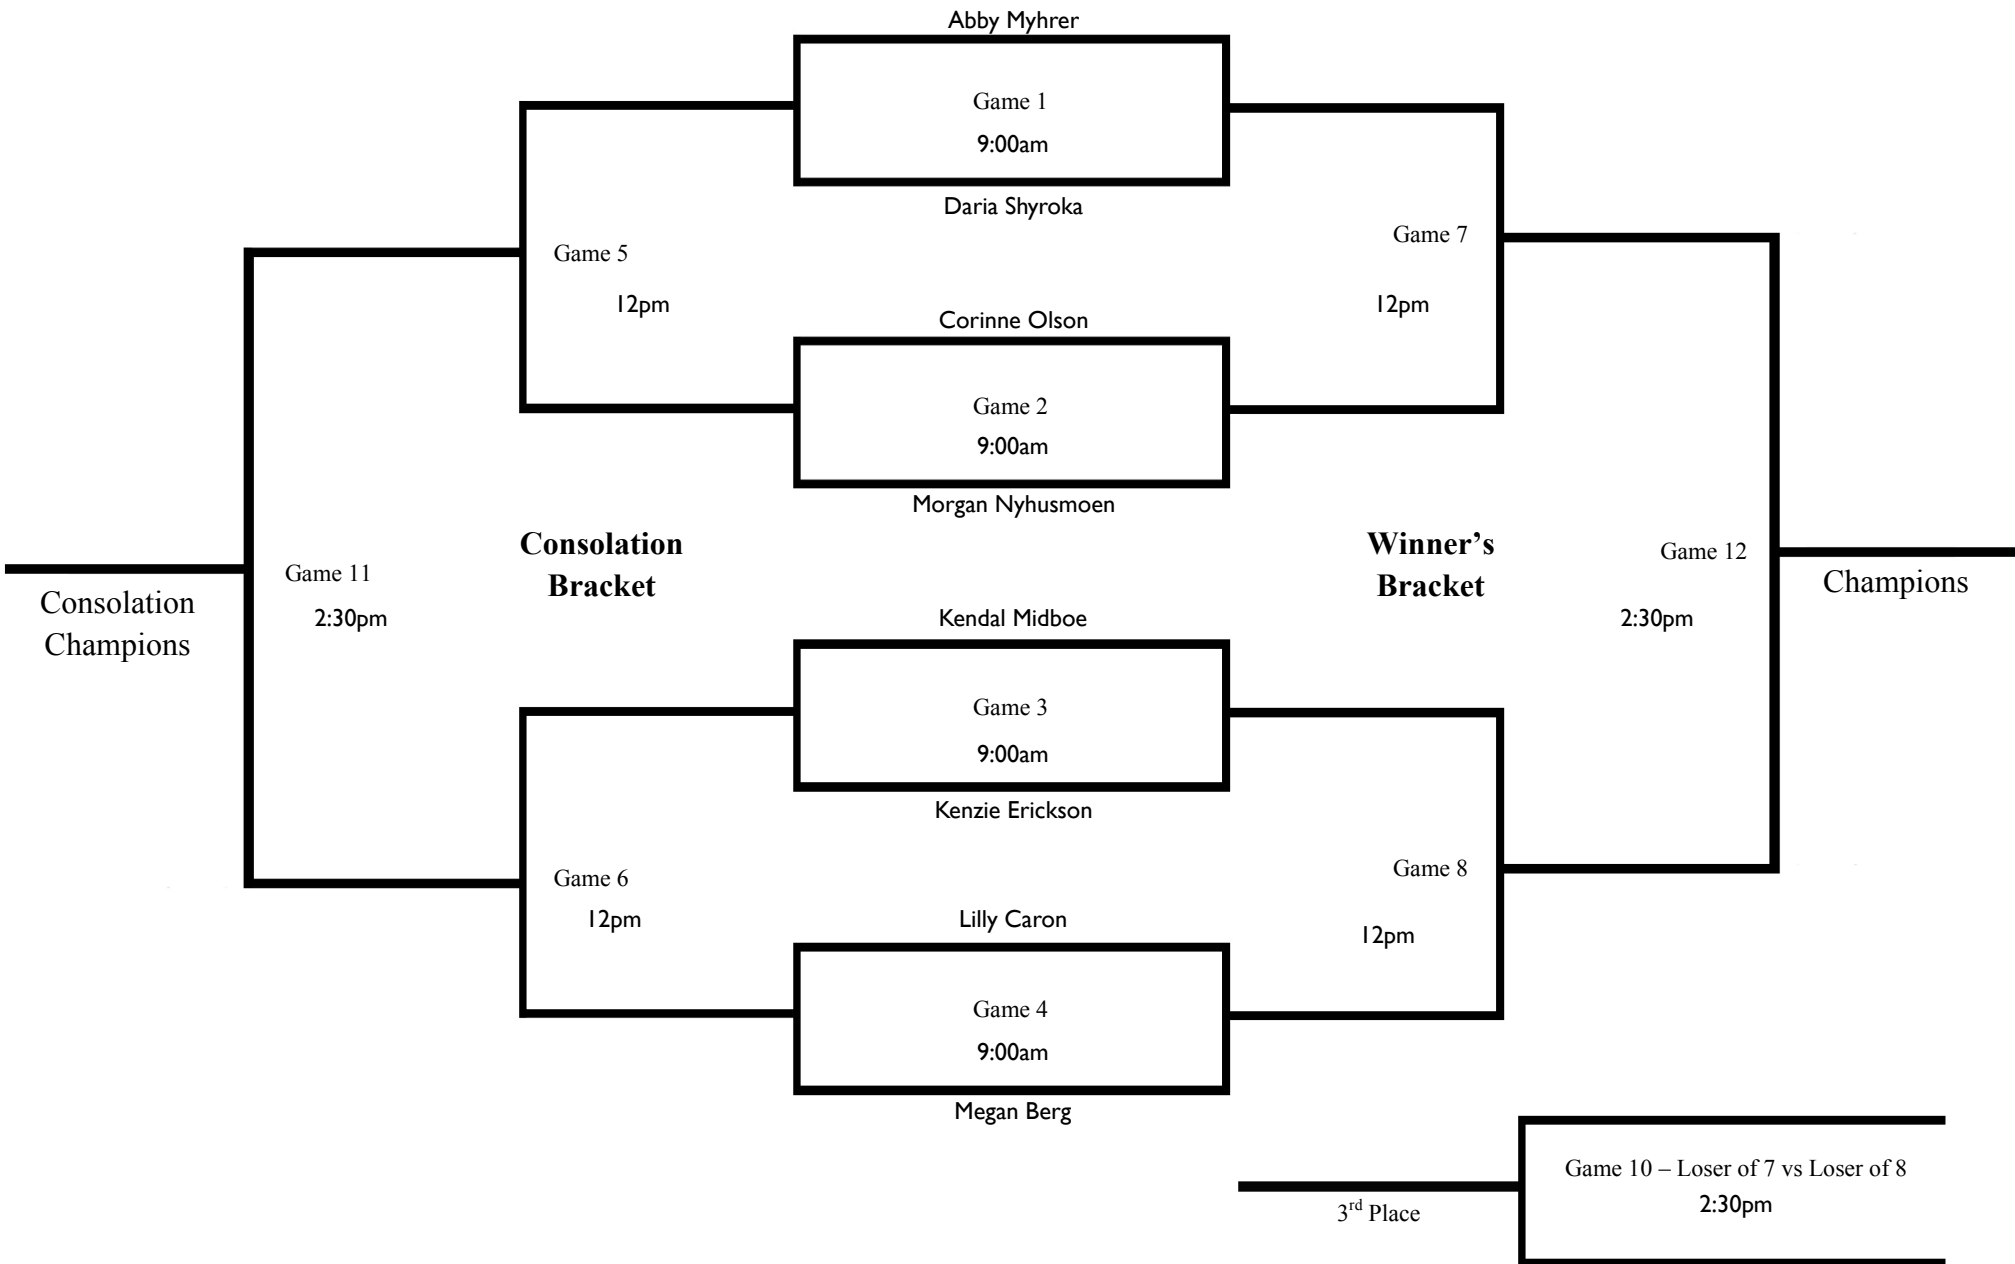 Abby Myhrer
Game 1
9:00am
Daria Shyroka
Game 5
12pm
Game 7
12pm
Corinne Olson
Game 2
9:00am
Morgan Nyhusmoen
Consolation
Bracket
Winner’s
Bracket
Game 11
2:30pm
Consolation
Champions
Game 12
2:30pm
Champions
Kendal Midboe
Game 3
9:00am
Kenzie Erickson
Game 6
12pm
Game 8
12pm
Lilly Caron
Game 4
9:00am
Megan Berg
Game 10 – Loser of 7 vs Loser of 8
2:30pm
3rd Place